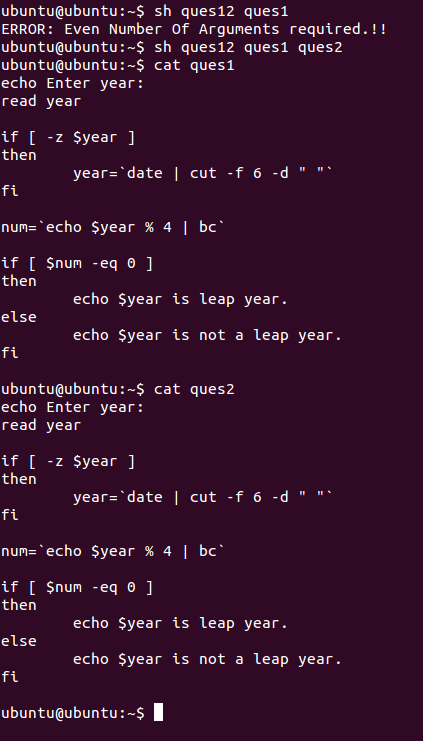 ubuntu@ubuntu:~$ sh ques12 ques1
ERROR: Even Number Of Arguments required.!!
ubuntu@ubuntu:~$ sh ques12 ques1 ques2
ubuntu@ubuntu:~$ cat ques1
echo Enter year:
read year

if [ -z $year ]
then
        year=`date | cut -f 6 -d " "`
fi

num=`echo $year % 4 | bc`

if [ $num -eq 0 ]
then
        echo $year is leap year.
else
        echo $year is not a leap year.
fi

ubuntu@ubuntu:~$ cat ques2
echo Enter year:
read year

if [ -z $year ]
then
        year=`date | cut -f 6 -d " "`
fi

num=`echo $year % 4 | bc`

if [ $num -eq 0 ]
then
        echo $year is leap year.
else
        echo $year is not a leap year.
fi

ubuntu@ubuntu:~$